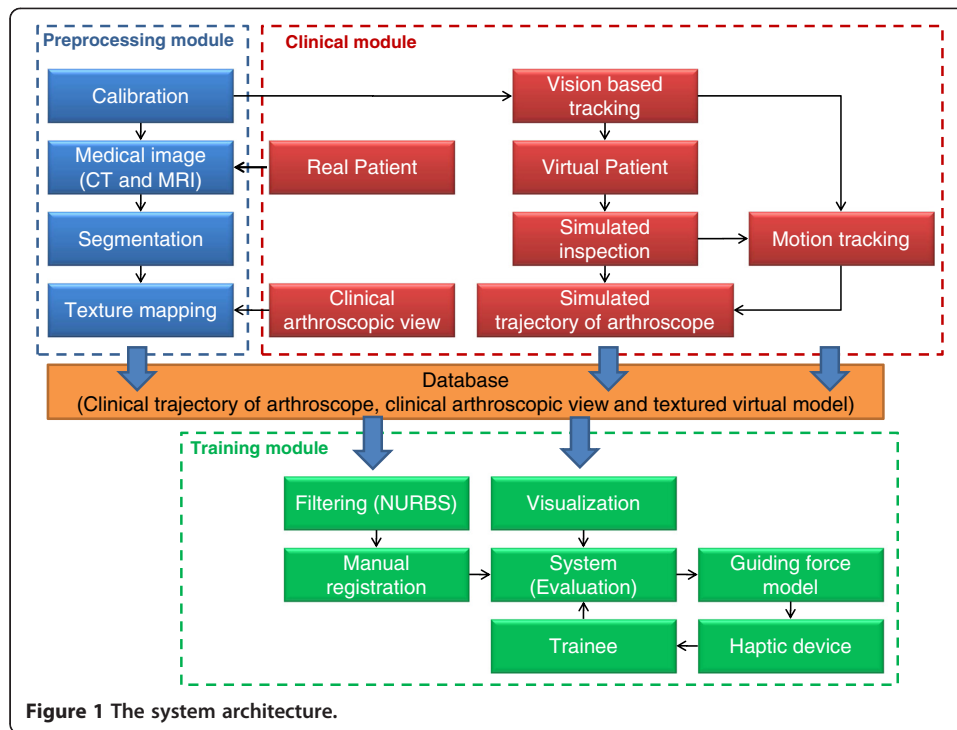 Preprocessing module
Clinical module
Calibration
Vision based
tracking
Medical image
(CT and MRI)
Real Patient
Virtual Patient
Segmentation
Simulated
inspection
Motion tracking
Texture mapping
Clinical
arthroscopic view
Simulated
trajectory of arthroscope
Database
(Clinical trajectory of arthroscope, clinical arthroscopic view and textured virtual model)
Training module
Filtering (NURBS)
Visualization
Manual
registration
System
(Evaluation)
Guiding force
model
Trainee
Haptic device
Figure 1 The system architecture.